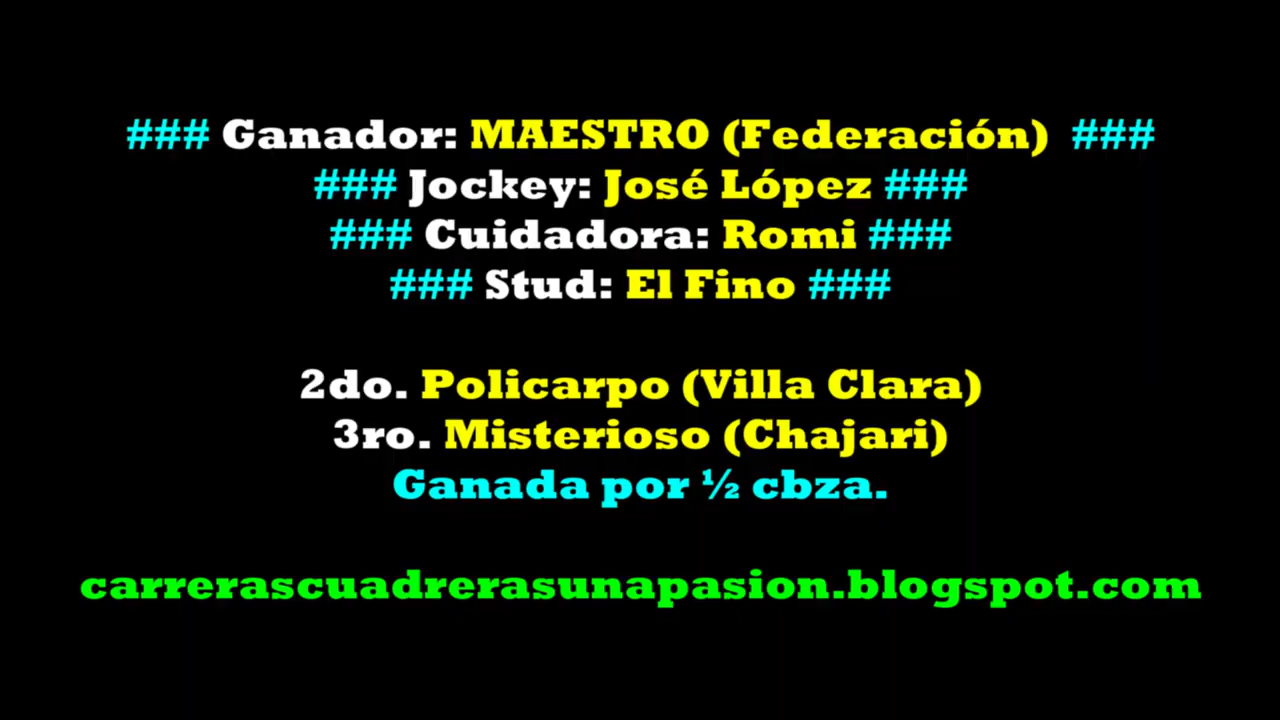 ### Ganador: MAESTRO (Federación) ###
### Jockey: José López ###
### Cuidadora: Romi ###
### Stud: El Fino ###
2do. Policarpo (Villa Clara)
3ro. Misterioso (Chajari)
Ganada por ½ cbza.
carrerascuadrerasunapasion.blogspot.com